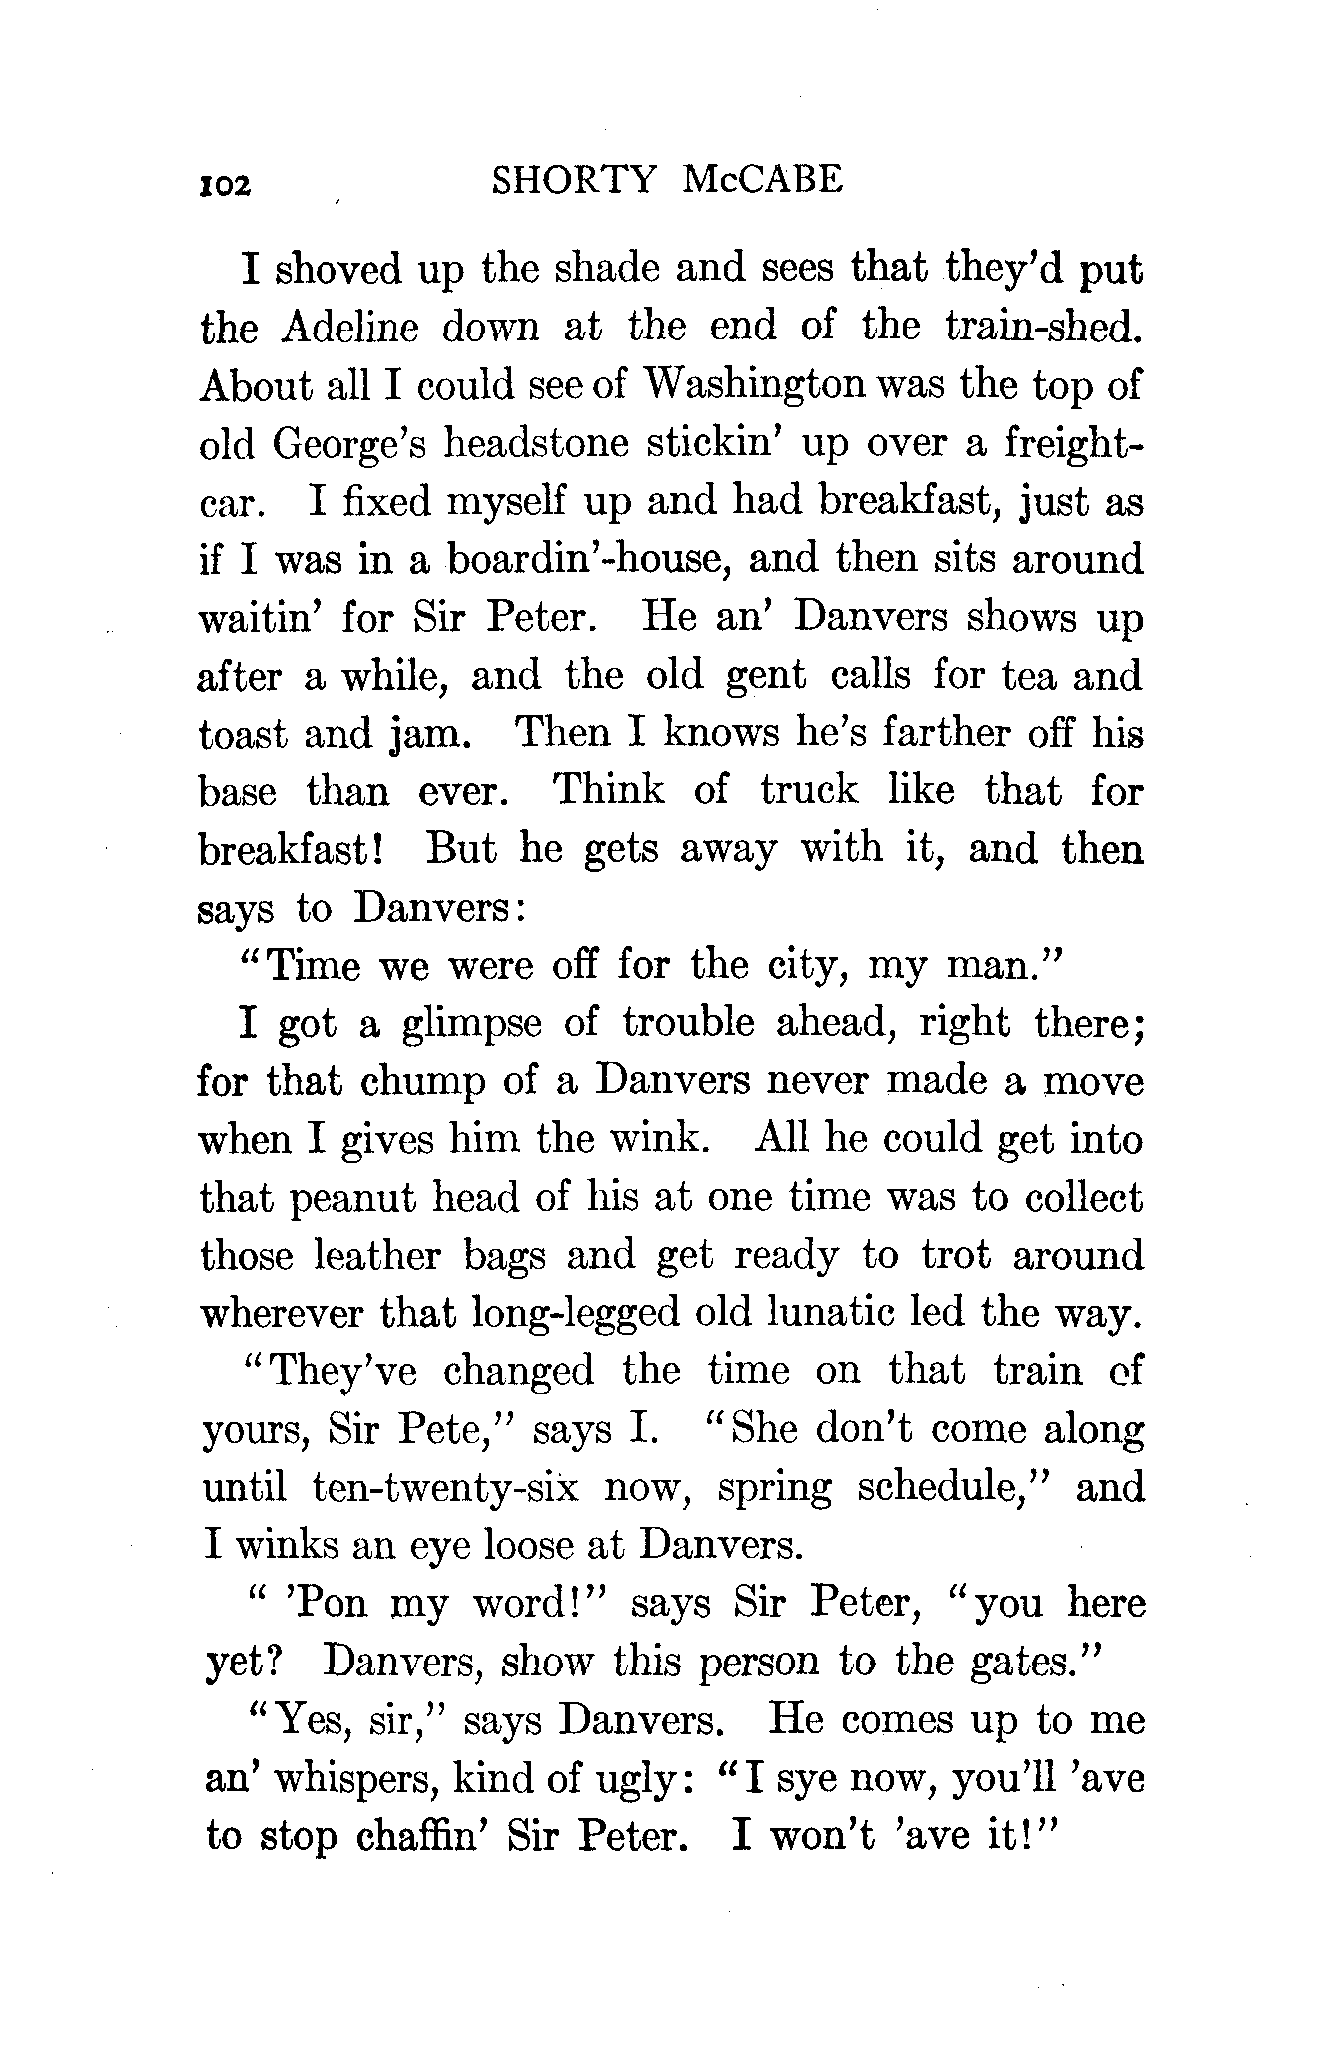 102 SHORTY McCABE
I shoved up the shade and sees that they'd put
the Adeline down at the end of the train-shed.
About all I could see of Washington was the top of
old George's headstone stickin' up over a freight-
car. I fixed myself up and had breakfast, just as
if I was in a boardin'-house, and then sits around
waitin' for Sir Peter. He an' Danvers shows up
after a while, and the old gent calls for tea and
toast and jam. Then I knows he's farther off his
base than ever. Think of truck like that for
breakfast! But he gets away with it, and then
says to Danvers:
"Time we were off for the city, my man."
I got a glimpse of trouble ahead, right there;
for that chump of a Danvers never made a move
when I gives him the wink. All he could get into
that peanut head of his at one time was to collect
those leather bags and get ready to trot around
wherever that long-legged old lunatic led the way.
"They've changed the time on that train of
yours, Sir Pete," says I. "She don't come along
until ten-twenty-six now, spring schedule," and
I winks an eye loose at Danvers.
" 'Pon my word!" says Sir Peter, "you here
yet? Danvers, show this person to the gates."
"Yes, sir," says Danvers. He comes up to me
an' whispers, kind of ugly: "I sye now, you'll 'ave
to stop chaffin' Sir Peter. I won't 'ave it!"